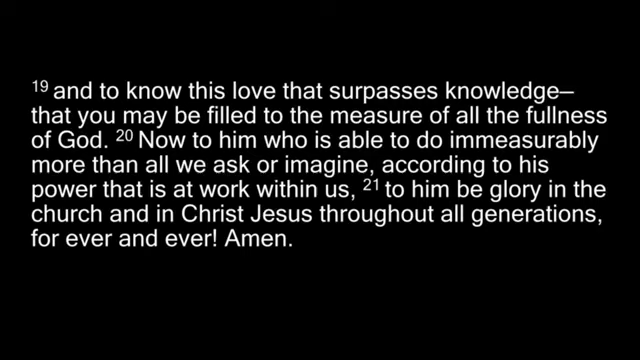 19 and to know this love that surpasses knowledge—
that you may be filled to the measure of all the fullness
of God. 20 Now to him who is able to do immeasurably
more than all we ask or imagine, according to his
power that is at work within us, 21 to him be glory in the
church and in Christ Jesus throughout all generations,
for ever and ever! Amen.